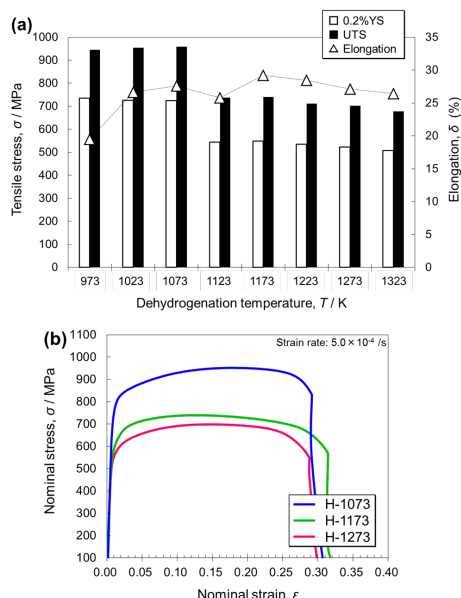 (a)
0.2%YS
UTS
Elongation
1000
900
800
700
600
500
400
300
200
100
0
Tensile stress, σ / MPa
35
30
25
20
15
10
5
0
Elongation, δ (%)
973 1023 1073 1123 1173 1223 1273 1323
Dehydrogenation temperature, T / K
(b)
1100
1000
900
800
700
600
500
400
300
200
100
Nominal stress, σ / MPa
Strain rate: 5.0×10⁻⁴ /s
H-1073
H-1173
H-1273
0.00 0.05 0.10 0.15 0.20 0.25 0.30 0.35 0.40
Nominal strain, ε